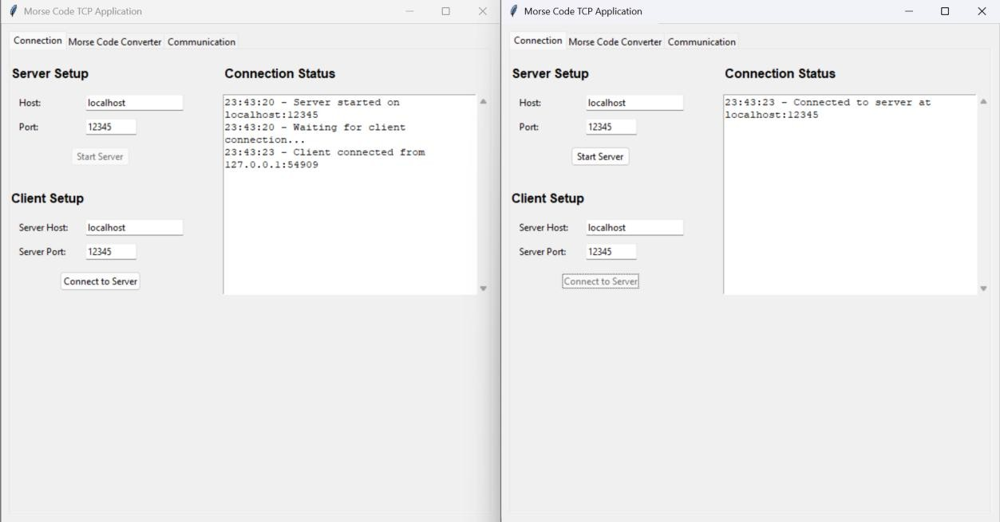 Morse Code TCP Application
Connection Morse Code Converter Communication
Server Setup
Host: localhost
Port: 12345
Start Server
Client Setup
Server Host: localhost
Server Port: 12345
Connect to Server
Connection Status
23:43:20 - Server started on
localhost:12345
23:43:20 - Waiting for client
connection...
23:43:23 - Client connected from
127.0.0.1:54909
Morse Code TCP Application
Connection Morse Code Converter Communication
Server Setup
Host: localhost
Port: 12345
Start Server
Client Setup
Server Host: localhost
Server Port: 12345
Connect to Server
Connection Status
23:43:23 - Connected to server at
localhost:12345